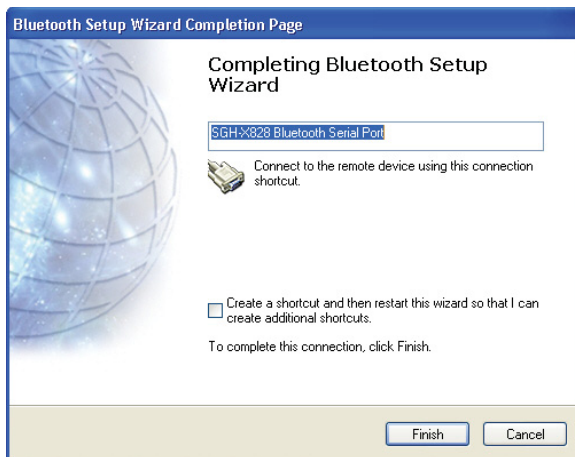 Bluetooth Setup Wizard Completion Page
Completing Bluetooth Setup
Wizard
SGH-X828 Bluetooth Serial Port
Connect to the remote device using this connection
shortcut.
Create a shortcut and then restart this wizard so that I can
create additional shortcuts.
To complete this connection, click Finish.
Finish
Cancel